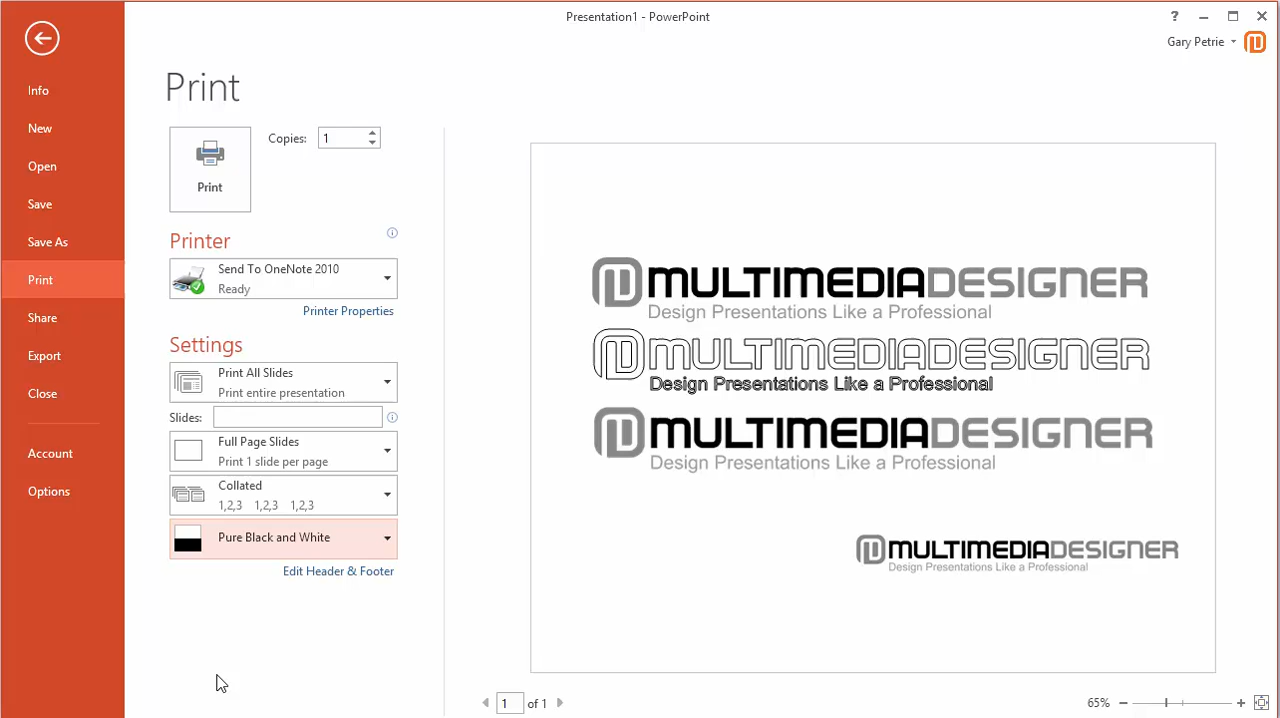 Presentation1 - PowerPoint
?
Gary Petrie
Info
New
Open
Save
Save As
Print
Share
Export
Close
Account
Options
Print
Print
Copies: 1
Printer
Send To OneNote 2010
Ready
Printer Properties
Settings
Print All Slides
Print entire presentation
Slides:
Full Page Slides
Print 1 slide per page
Collated
1,2,3 1,2,3 1,2,3
Pure Black and White
Edit Header & Footer
MULTIMEDIADESIGNER
Design Presentations Like a Professional
MULTIMEDIADESIGNER
Design Presentations Like a Professional
MULTIMEDIADESIGNER
Design Presentations Like a Professional
MULTIMEDIADESIGNER
Design Presentations Like a Professional
1 of 1
65%